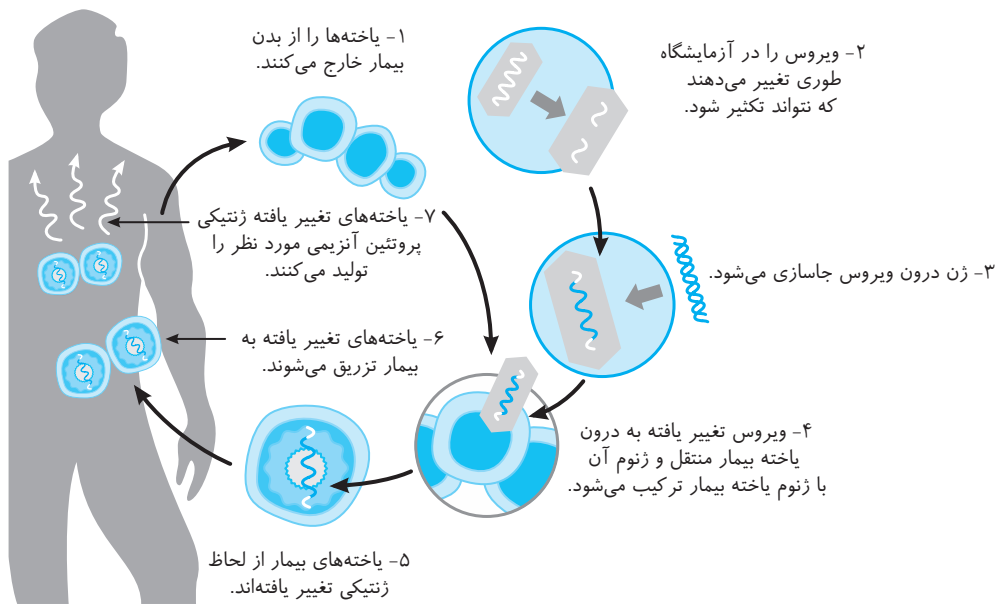 ۱- یاخته‌ها را از بدن
بیمار خارج می‌کنند.
۲- ویروس را در آزمایشگاه
طوری تغییر می‌دهند
که نتواند تکثیر شود.
۳- ژن درون ویروس جاسازی می‌شود.
۴- ویروس تغییر یافته به درون
یاخته بیمار منتقل و ژنوم آن
با ژنوم یاخته بیمار ترکیب می‌شود.
۵- یاخته‌های بیمار از لحاظ
ژنتیکی تغییر یافته‌اند.
۶- یاخته‌های تغییر یافته به
بیمار تزریق می‌شوند.
۷- یاخته‌های تغییر یافته ژنتیکی
پروتئین آنزیمی مورد نظر را
تولید می‌کنند.